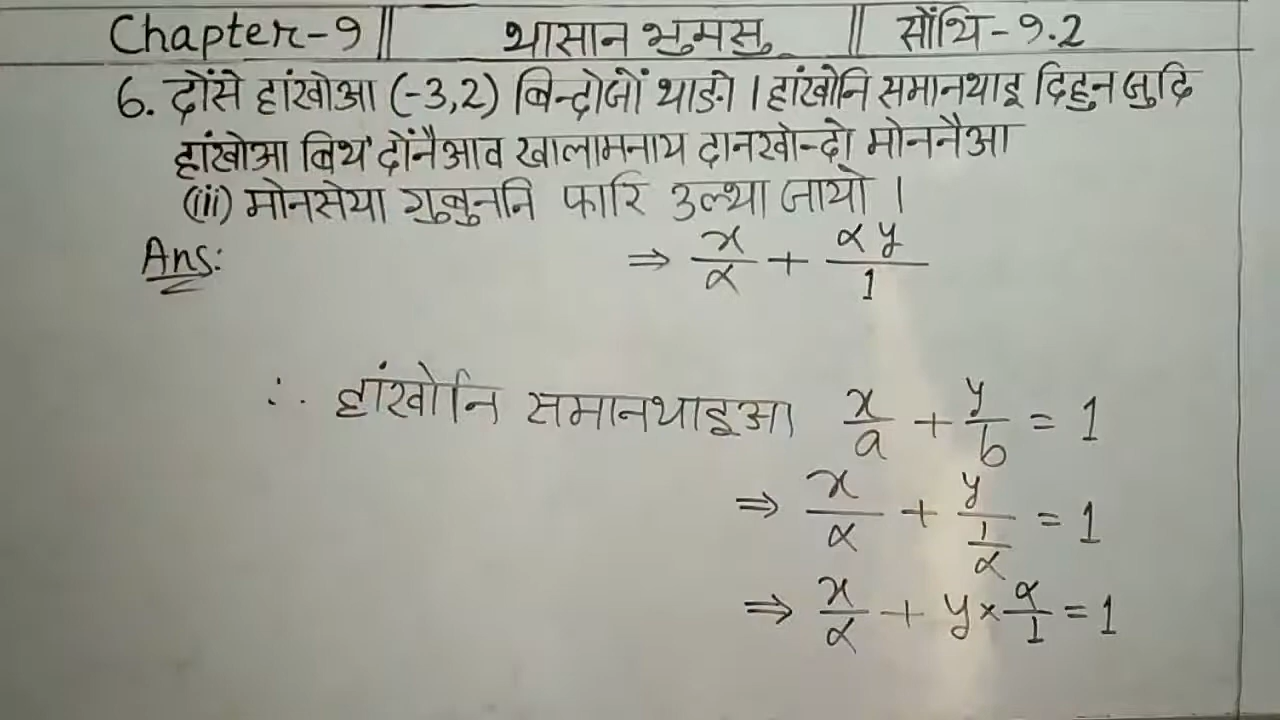 Chapter-9 || थासान भुमसु || सोंथि-9.2
6. दोंसे हांखोआ (-3,2) बिन्दोजों थाङो । हांखोनि समानथाइ दिहुन जुदि
हांखोआ बिथ' दोंनैआव खालामनाय दानखोन्दो मोननैआ
(iii) मोनसेया गुबुननि फारि उल्था जायो ।
Ans:
⇒ x/α + αy/1
∴ हांखोनि समानथाइआ x/a + y/b = 1
⇒ x/α + y/(1/α) = 1
⇒ x/α + y × α/1 = 1